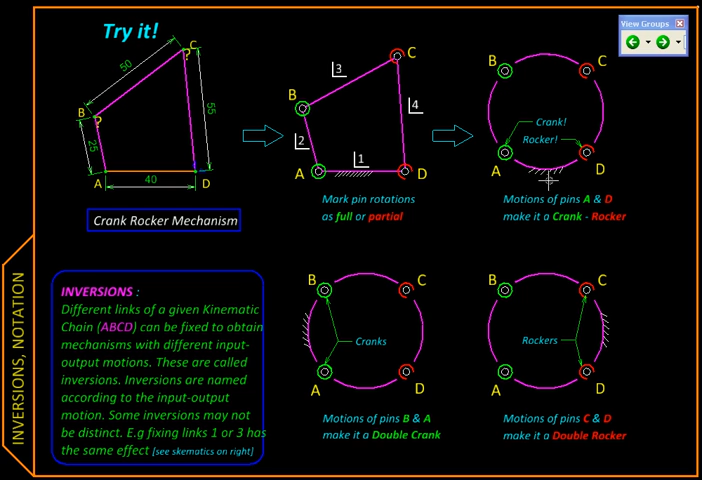 Try it!
View Groups
C
?
50
B
?
55
25
A
40
D
Crank Rocker Mechanism
C
3
B
4
2
1
A
D
Mark pin rotations
as full or partial
B
C
Crank!
Rocker!
A
D
Motions of pins A & D
make it a Crank - Rocker
INVERSIONS, NOTATION
INVERSIONS :
Different links of a given Kinematic
Chain (ABCD) can be fixed to obtain
mechanisms with different input-
output motions. These are called
inversions. Inversions are named
according to the input-output
motion. Some inversions may not
be distinct. E.g fixing links 1 or 3 has
the same effect [see skematics on right]
B
C
Cranks
A
D
Motions of pins B & A
make it a Double Crank
B
C
Rockers
A
D
Motions of pins C & D
make it a Double Rocker